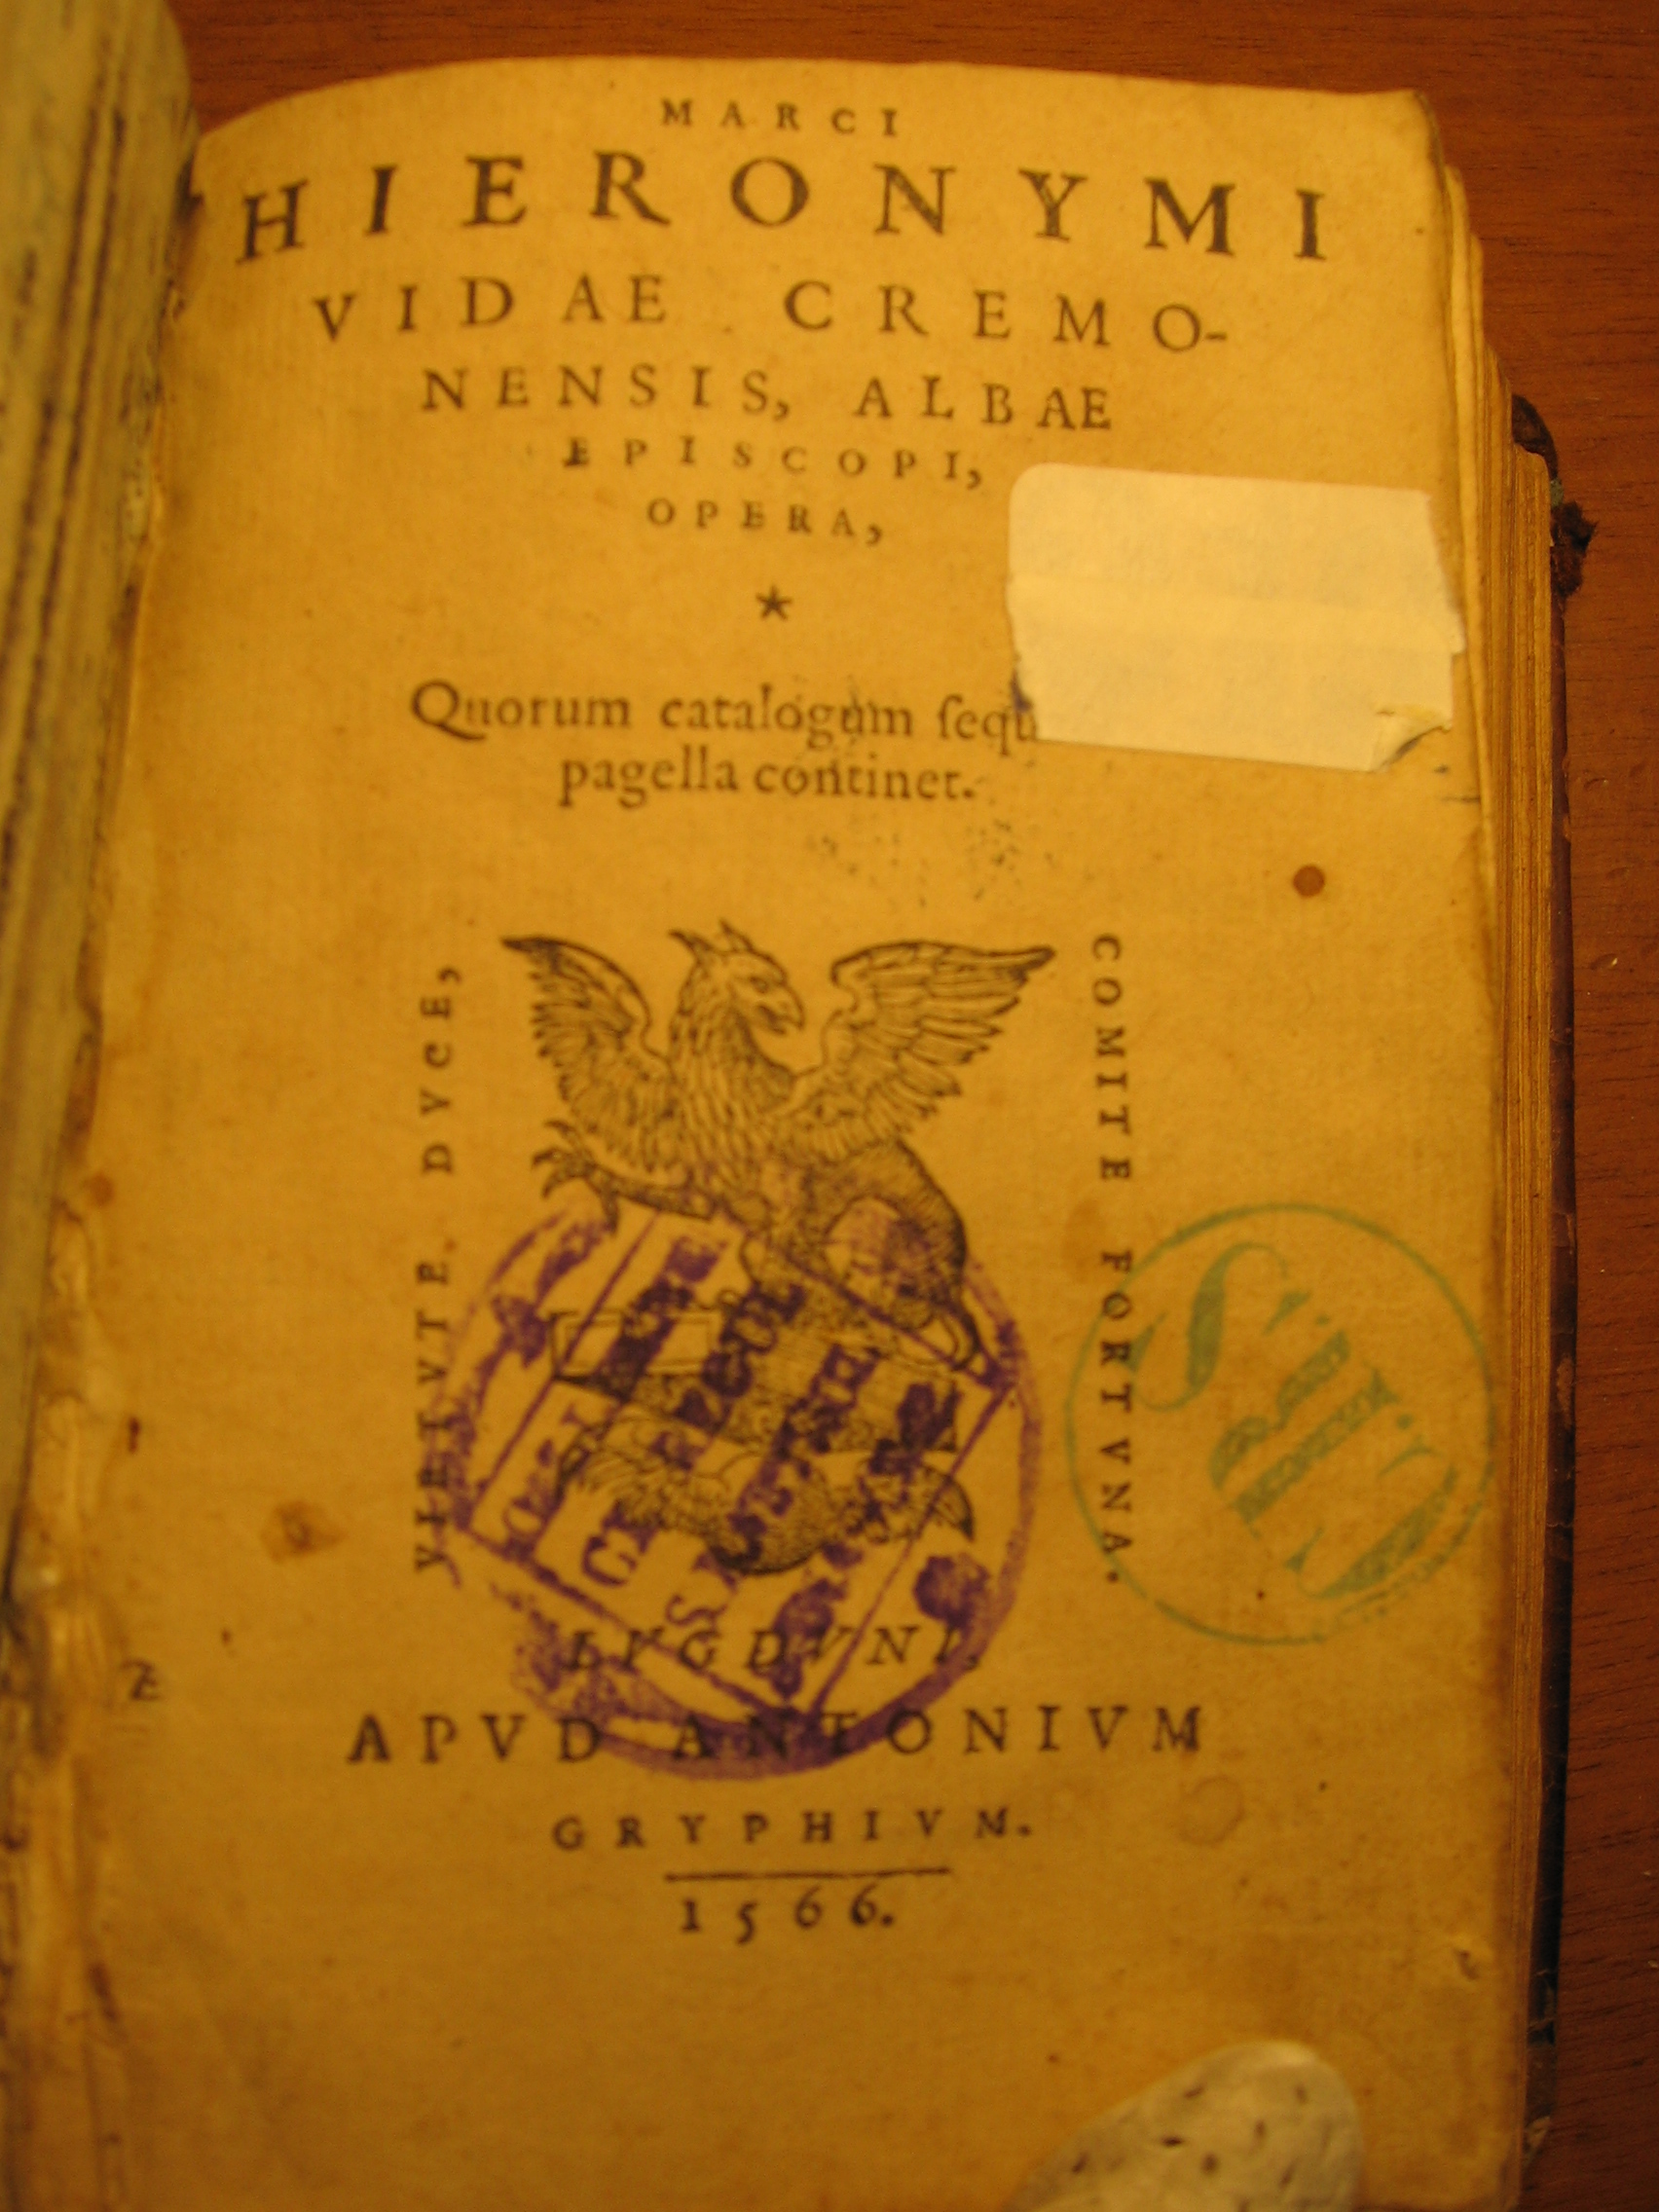 MARCI
HIERONYMI
VIDAE CREMO-
NENSIS, ALBAE
EPISCOPI,
OPERA,
*
Quorum catalogum ſequ
pagella continet.
VIRTVTE DVCE,
COMITE FORTVNA.
LVGDVNI,
APVD ANTONIVM
GRYPHIVM.
1566.